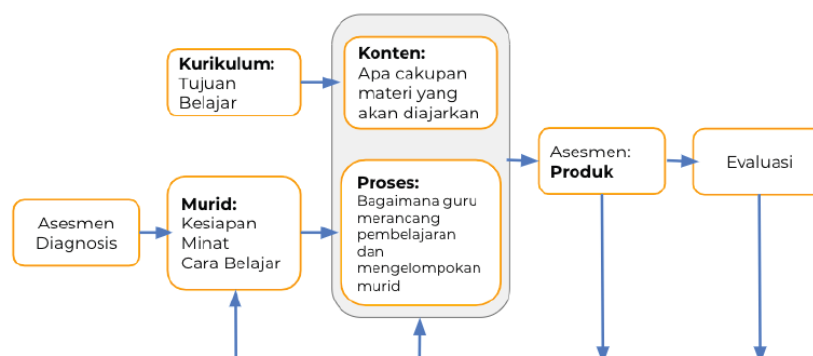 Kurikulum:
Tujuan
Belajar
Konten:
Apa cakupan
materi yang
akan diajarkan
Asesmen
Diagnosis
Murid:
Kesiapan
Minat
Cara Belajar
Proses:
Bagaimana guru
merancang
pembelajaran
dan
mengelompokan
murid
Asesmen:
Produk
Evaluasi